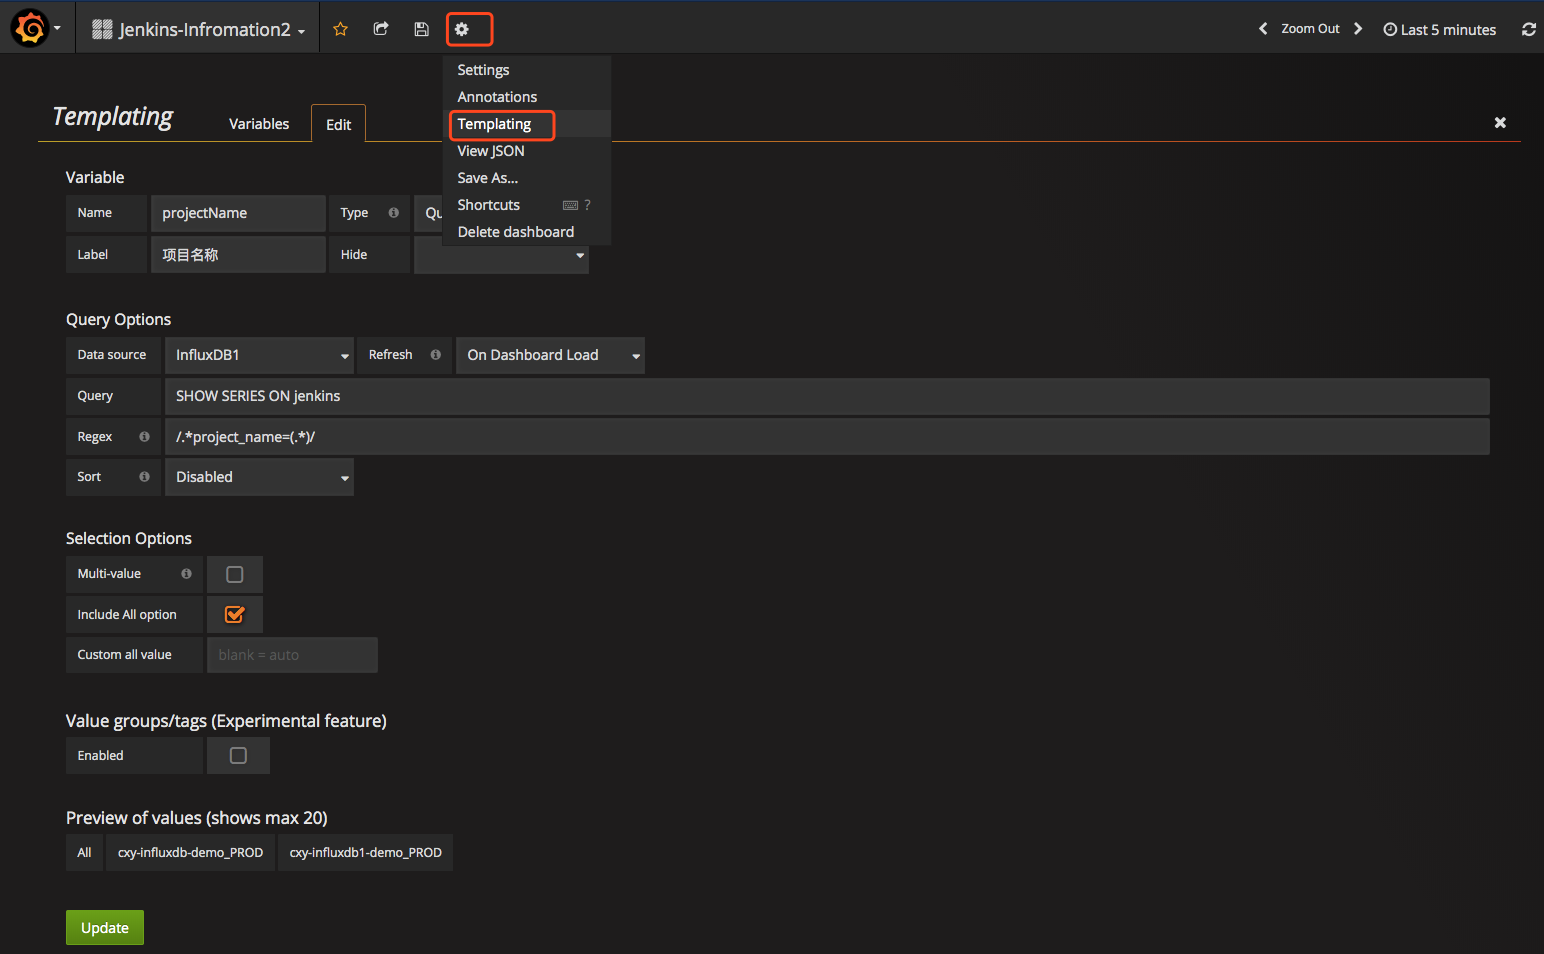 Jenkins-Infromation2
Zoom Out
Last 5 minutes
Settings
Annotations
Templating
View JSON
Save As...
Shortcuts ?
Delete dashboard
Templating Variables Edit
Variable
Name projectName Type Qu
Label 项目名称 Hide
Query Options
Data source InfluxDB1 Refresh On Dashboard Load
Query SHOW SERIES ON jenkins
Regex /.*project_name=(.*)/
Sort Disabled
Selection Options
Multi-value
Include All option
Custom all value blank = auto
Value groups/tags (Experimental feature)
Enabled
Preview of values (shows max 20)
All cxy-influxdb-demo_PROD cxy-influxdb1-demo_PROD
Update